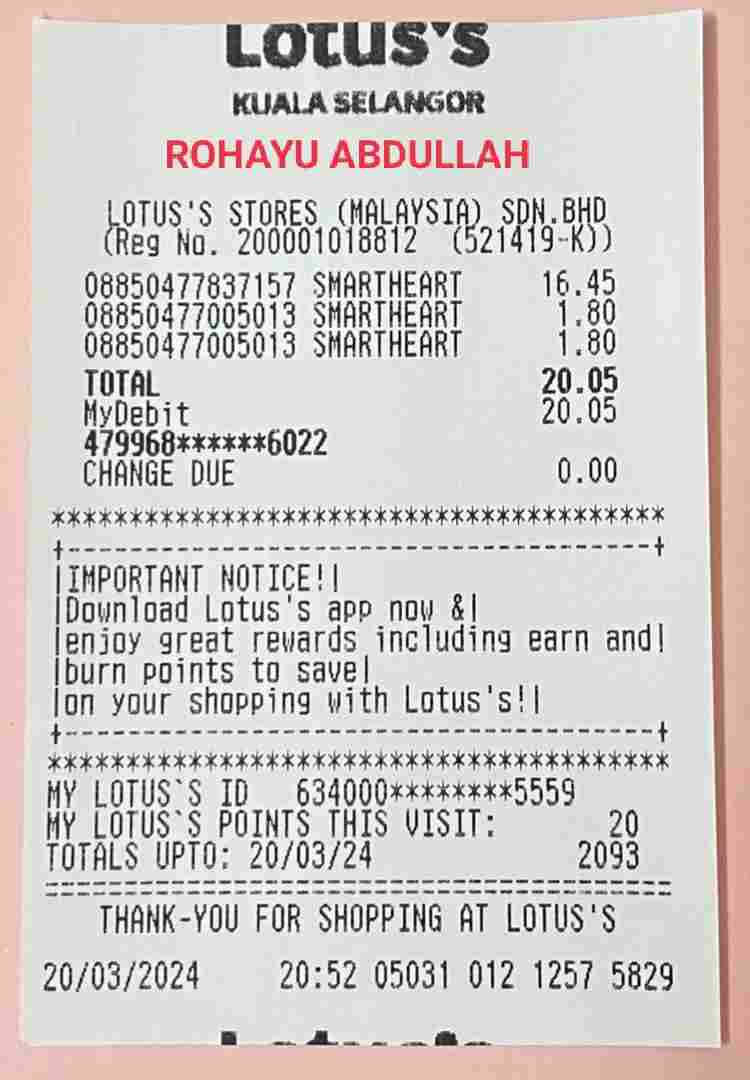 Lotus's
KUALA SELANGOR
ROHAYU ABDULLAH
LOTUS'S STORES (MALAYSIA) SDN.BHD
(Reg No. 200001018812 (521419-K))
08850477837157 SMARTHEART 16.45
08850477005013 SMARTHEART 1.80
08850477005013 SMARTHEART 1.80
TOTAL 20.05
MyDebit 20.05
479968******6022
CHANGE DUE 0.00
****************************************
+--------------------------------------+
|IMPORTANT NOTICE!|
|Download Lotus's app now &|
|enjoy great rewards including earn and|
|burn points to save|
|on your shopping with Lotus's!|
+--------------------------------------+
****************************************
MY LOTUS`S ID 634000********5559
MY LOTUS`S POINTS THIS VISIT: 20
TOTALS UPTO: 20/03/24 2093
========================================
THANK-YOU FOR SHOPPING AT LOTUS'S
20/03/2024 20:52 05031 012 1257 5829
Lotus's